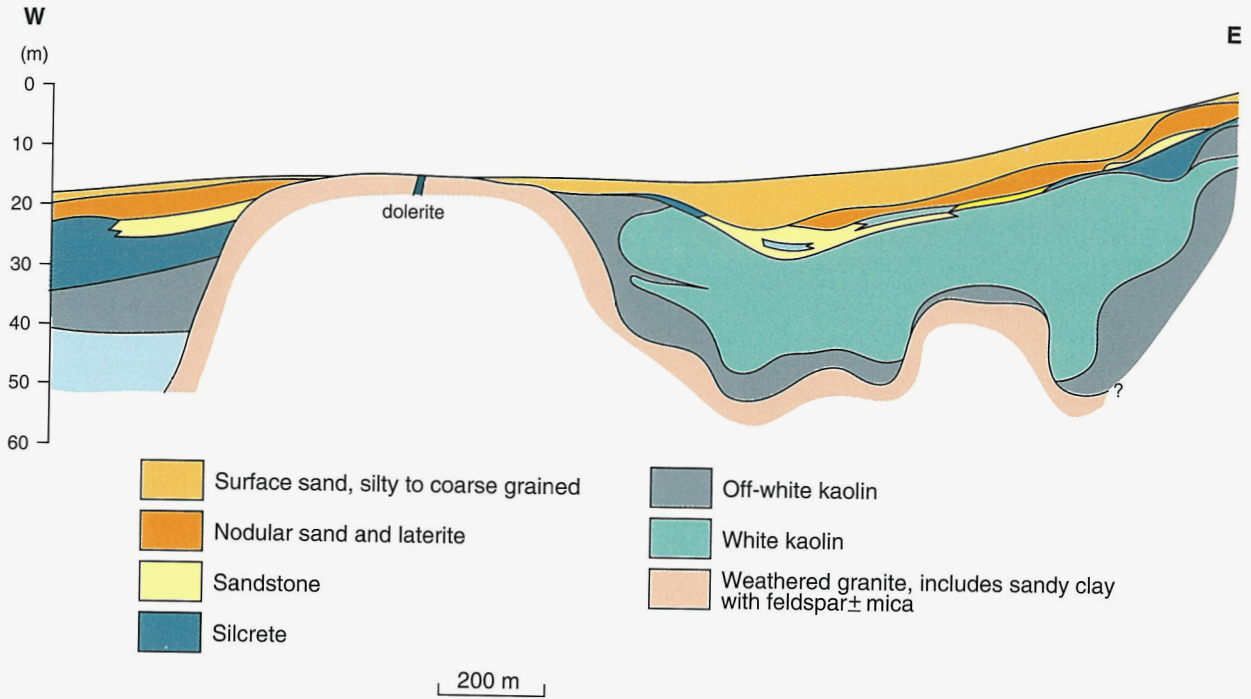 W
E
(m)
0
10
20
30
40
50
60
dolerite
?
Surface sand, silty to coarse grained
Nodular sand and laterite
Sandstone
Silcrete
Off-white kaolin
White kaolin
Weathered granite, includes sandy clay
with feldspar ± mica
200 m